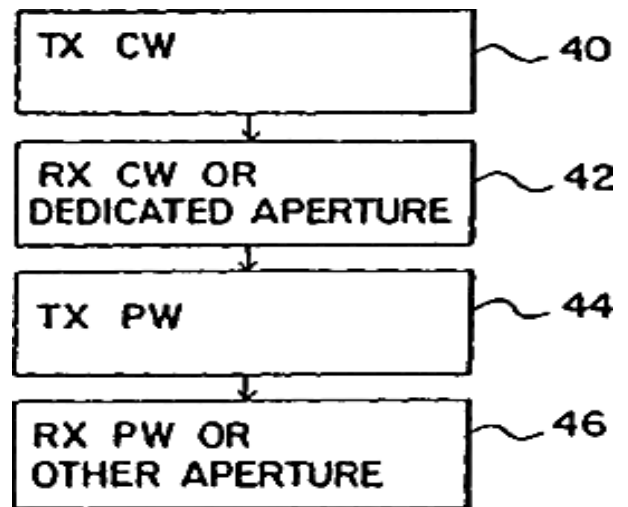 TX CW
40
RX CW OR
DEDICATED APERTURE
42
TX PW
44
RX PW OR
OTHER APERTURE
46